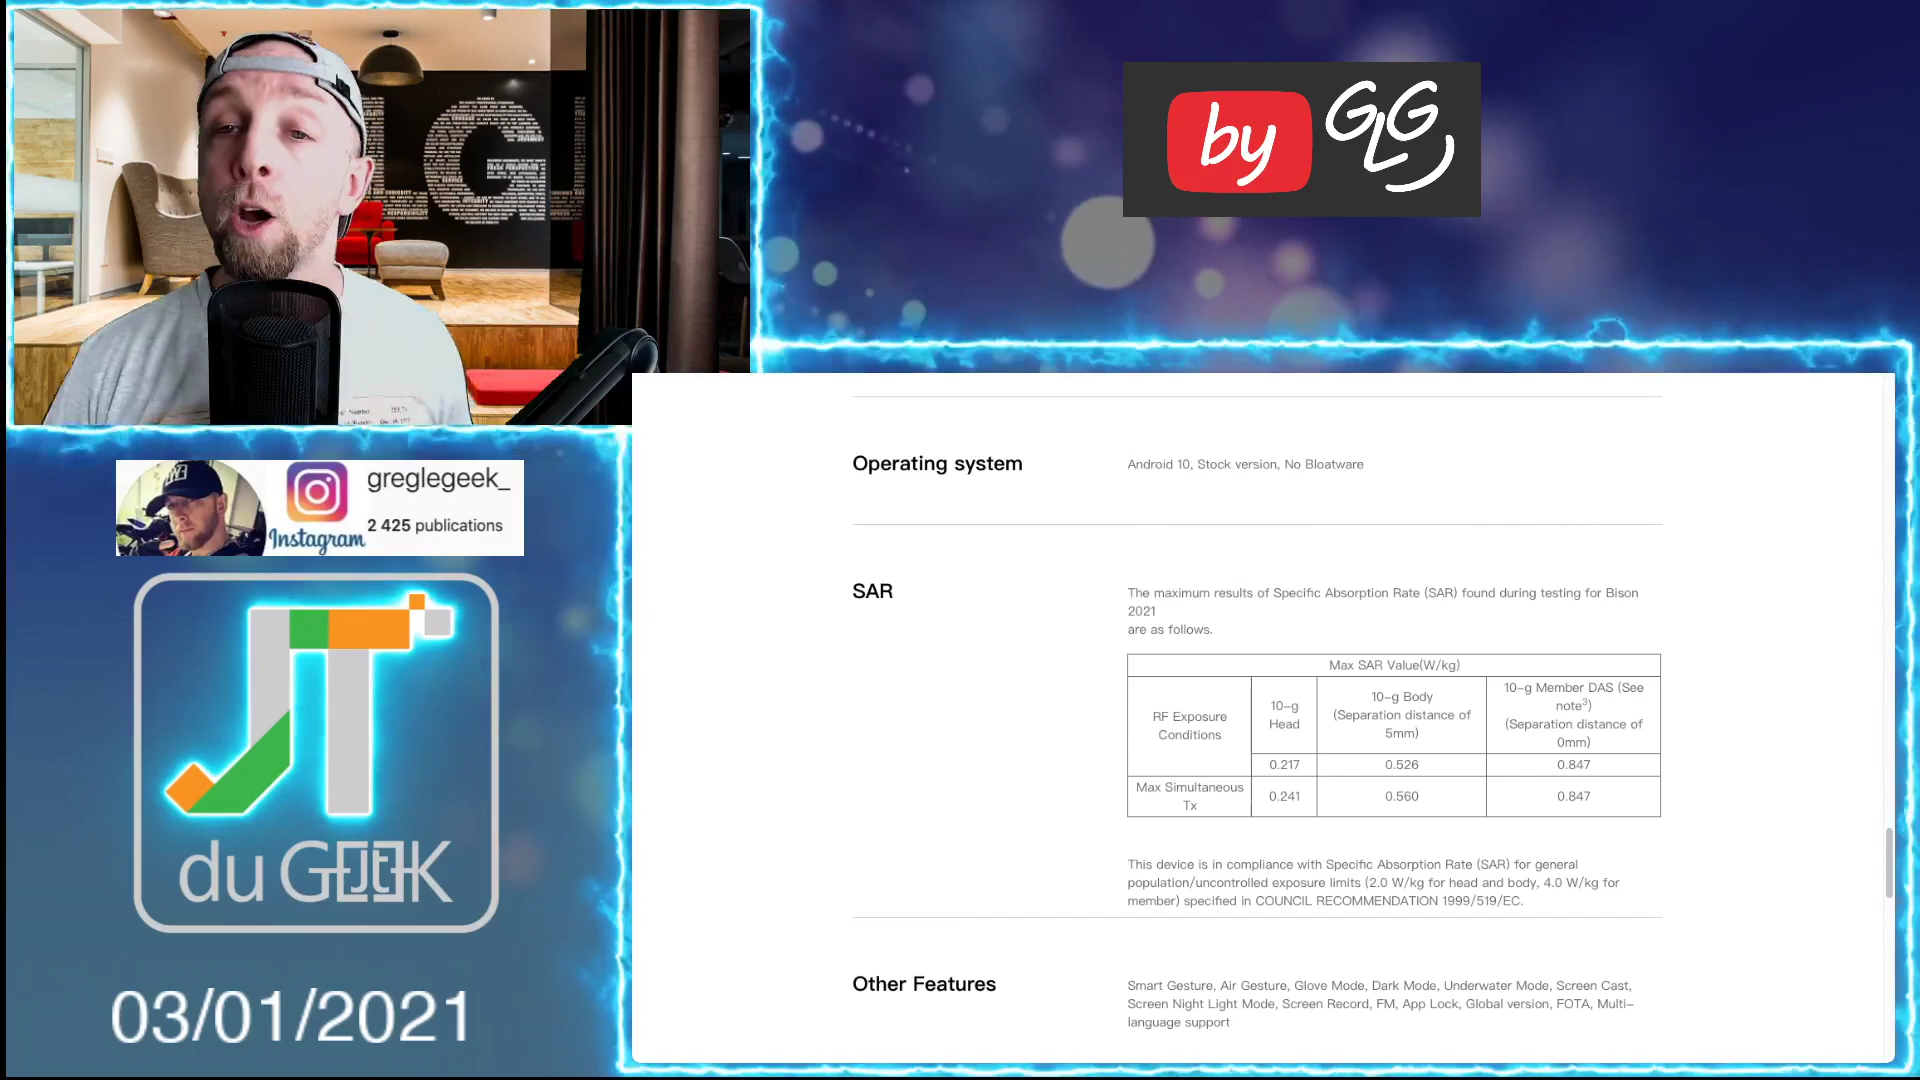 by GLG
greglegeek_
2 425 publications
Instagram
JT
du GEEK
03/01/2021
Operating system
Android 10, Stock version, No Bloatware
SAR
The maximum results of Specific Absorption Rate (SAR) found during testing for Bison
2021
are as follows.
Max SAR Value(W/kg)
RF Exposure
Conditions
10-g
Head
10-g Body
(Separation distance of
5mm)
10-g Member DAS (See
note³)
(Separation distance of
0mm)
0.217
0.526
0.847
Max Simultaneous
Tx
0.241
0.560
0.847
This device is in compliance with Specific Absorption Rate (SAR) for general
population/uncontrolled exposure limits (2.0 W/kg for head and body, 4.0 W/kg for
member) specified in COUNCIL RECOMMENDATION 1999/519/EC.
Other Features
Smart Gesture, Air Gesture, Glove Mode, Dark Mode, Underwater Mode, Screen Cast,
Screen Night Light Mode, Screen Record, FM, App Lock, Global version, FOTA, Multi-
language support